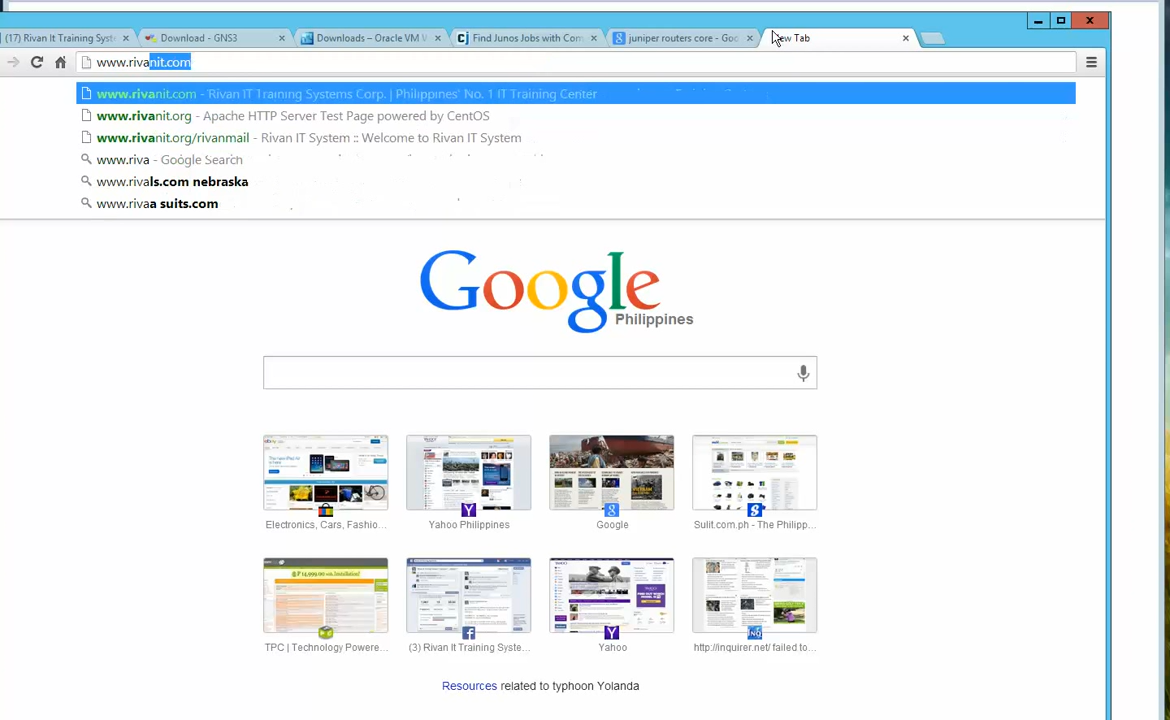 (17) Rivan It Training Syste
Download - GNS3
Downloads – Oracle VM V
Find Junos Jobs with Com
juniper routers core - Goo
New Tab
www.rivanit.com
www.rivanit.com - Rivan IT Training Systems Corp. | Philippines' No. 1 IT Training Center
www.rivanit.org - Apache HTTP Server Test Page powered by CentOS
www.rivanit.org/rivanmail - Rivan IT System :: Welcome to Rivan IT System
www.riva - Google Search
www.rivals.com nebraska
www.rivaa suits.com
Google
Philippines
Electronics, Cars, Fashio...
Yahoo Philippines
Google
Sulit.com.ph - The Philipp...
TPC | Technology Powere...
(3) Rivan It Training Syste...
Yahoo
http://inquirer.net/ failed to...
Resources related to typhoon Yolanda